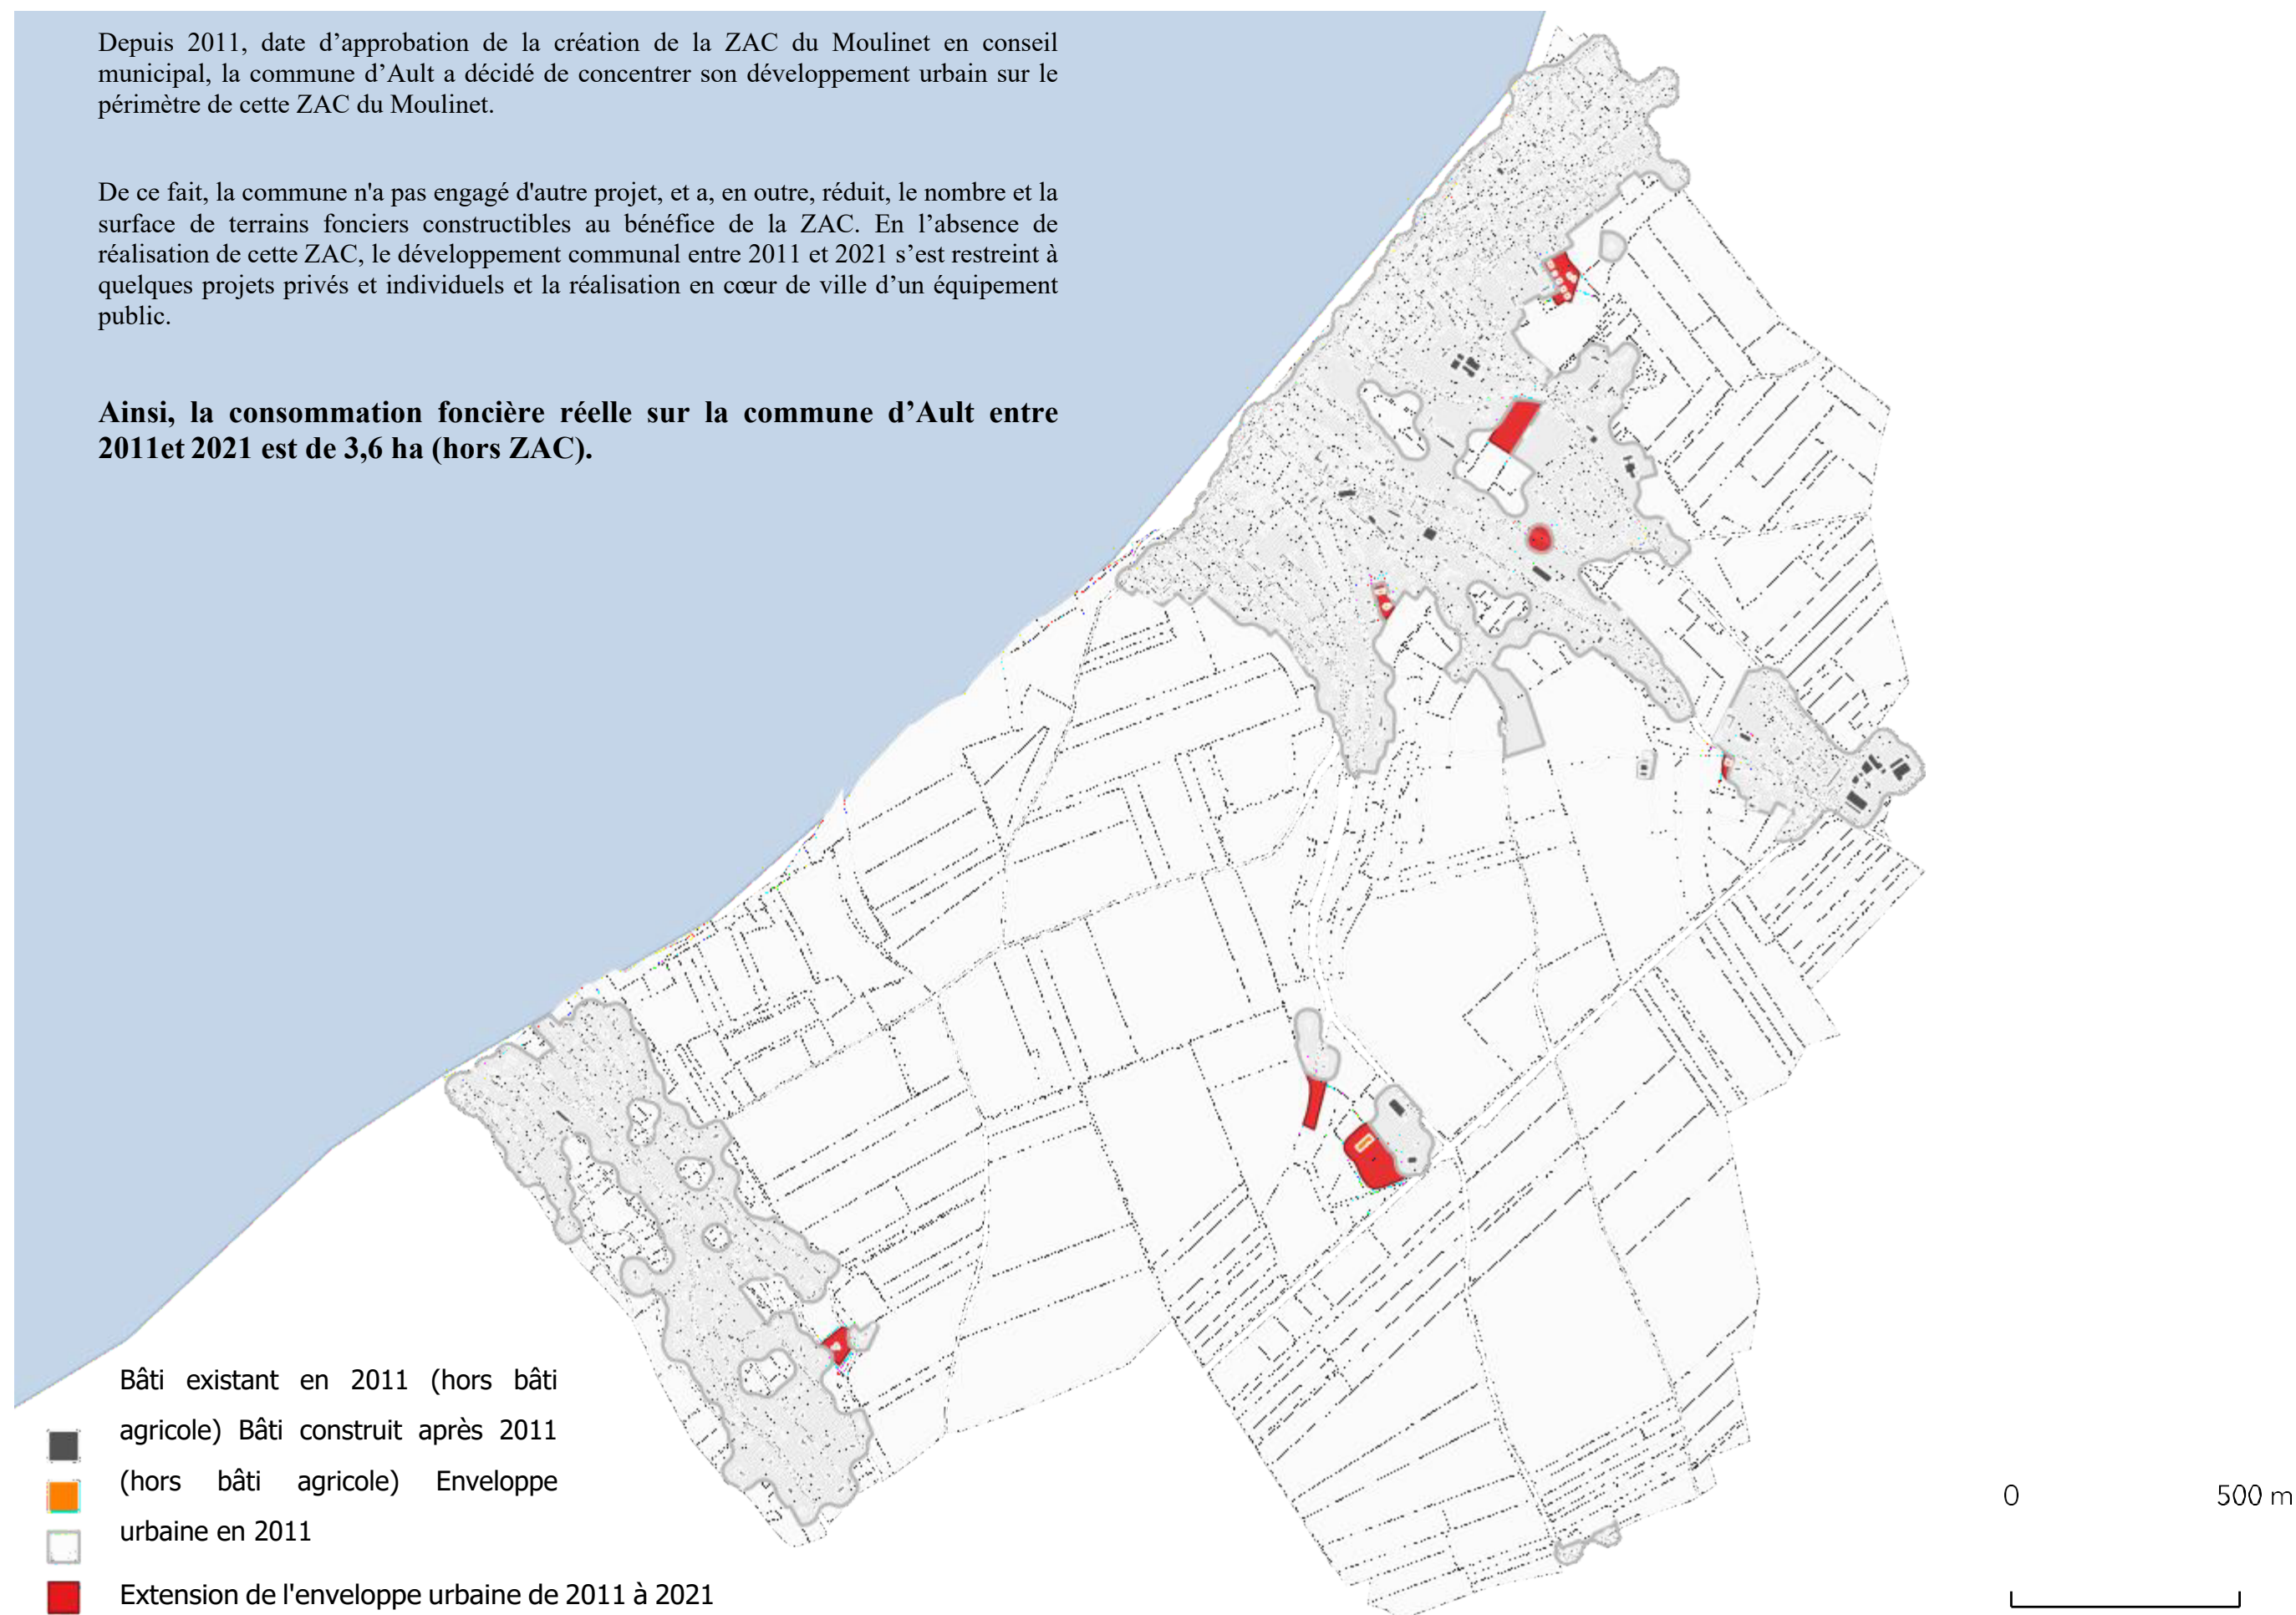 Depuis 2011, date d’approbation de la création de la ZAC du Moulinet en conseil
municipal, la commune d’Ault a décidé de concentrer son développement urbain sur le
périmètre de cette ZAC du Moulinet.
De ce fait, la commune n'a pas engagé d'autre projet, et a, en outre, réduit, le nombre et la
surface de terrains fonciers constructibles au bénéfice de la ZAC. En l’absence de
réalisation de cette ZAC, le développement communal entre 2011 et 2021 s’est restreint à
quelques projets privés et individuels et la réalisation en cœur de ville d’un équipement
public.
Ainsi, la consommation foncière réelle sur la commune d’Ault entre
2011et 2021 est de 3,6 ha (hors ZAC).
Bâti existant en 2011 (hors bâti
agricole) Bâti construit après 2011
(hors bâti agricole) Enveloppe
urbaine en 2011
Extension de l'enveloppe urbaine de 2011 à 2021
0 500 m